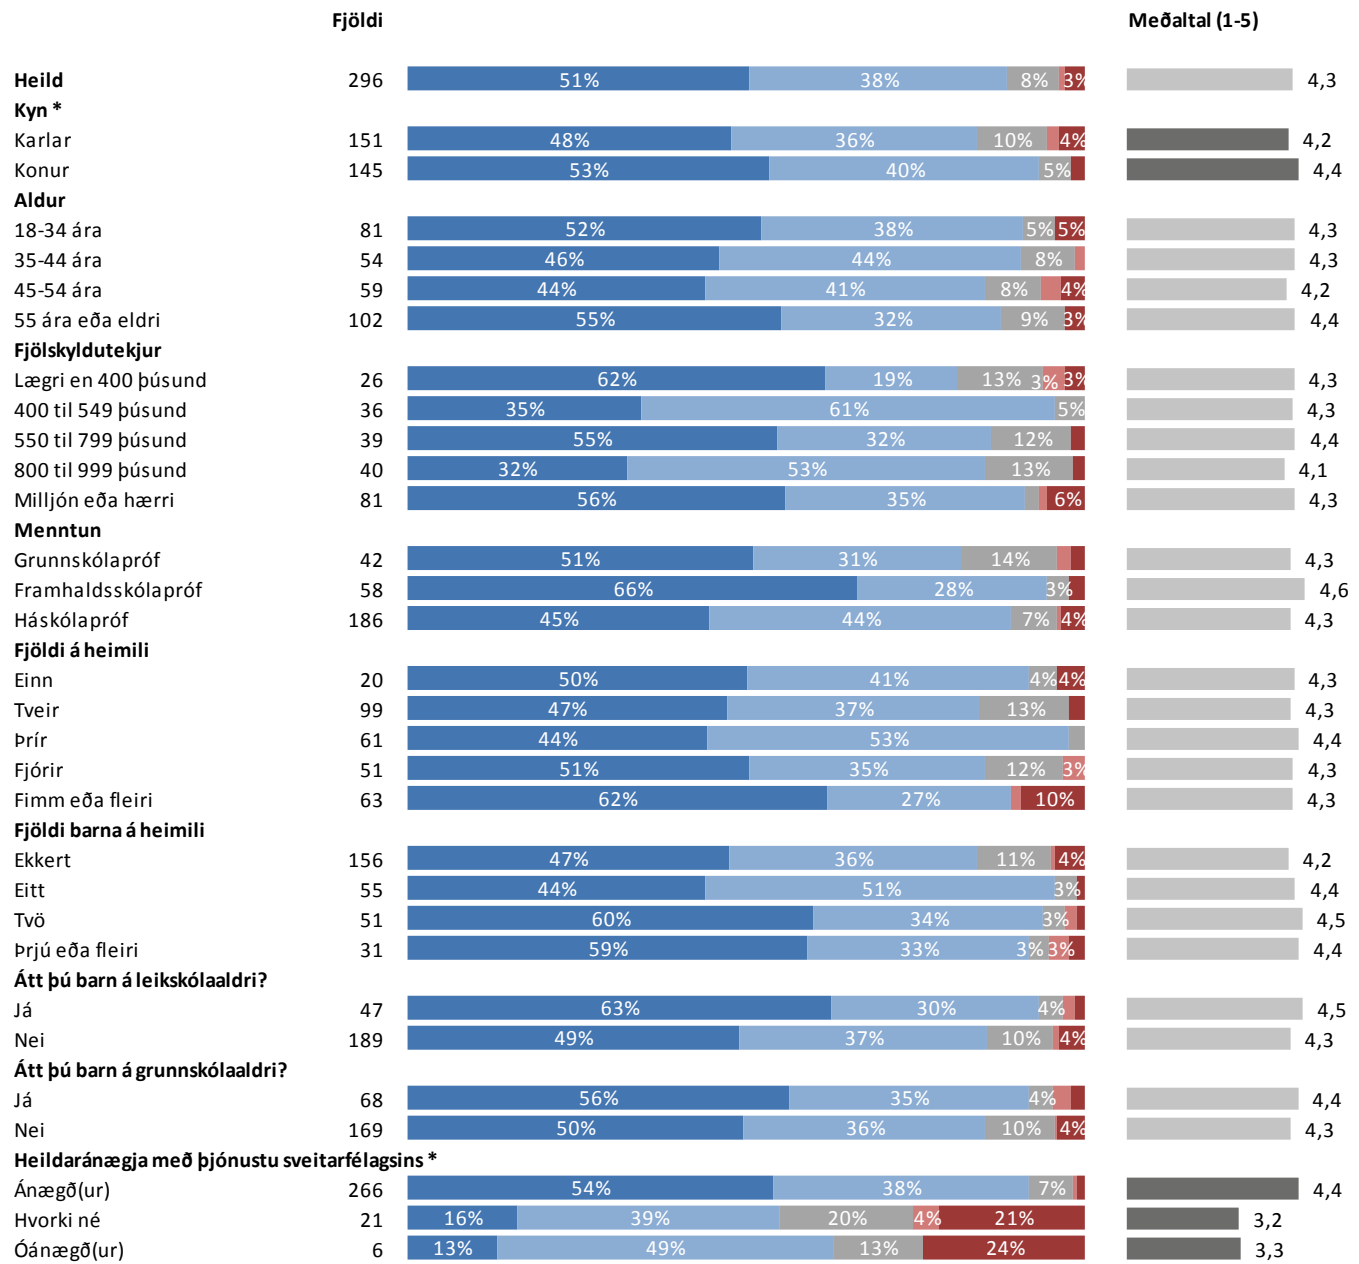 Fjöldi Meðaltal (1-5)
Heild 296 51% 38% 8% 3% 4,3
Kyn *
Karlar 151 48% 36% 10% 4% 4,2
Konur 145 53% 40% 5% 4,4
Aldur
18-34 ára 81 52% 38% 5% 5% 4,3
35-44 ára 54 46% 44% 8% 4,3
45-54 ára 59 44% 41% 8% 4% 4,2
55 ára eða eldri 102 55% 32% 9% 3% 4,4
Fjölskyldutekjur
Lægri en 400 þúsund 26 62% 19% 13% 3% 3% 4,3
400 til 549 þúsund 36 35% 61% 5% 4,3
550 til 799 þúsund 39 55% 32% 12% 4,4
800 til 999 þúsund 40 32% 53% 13% 4,1
Milljón eða hærri 81 56% 35% 6% 4,3
Menntun
Grunnskólapróf 42 51% 31% 14% 4,3
Framhaldsskólapróf 58 66% 28% 3% 4,6
Háskólapróf 186 45% 44% 7% 4% 4,3
Fjöldi á heimili
Einn 20 50% 41% 4% 4% 4,3
Tveir 99 47% 37% 13% 4,3
Þrír 61 44% 53% 4,4
Fjórir 51 51% 35% 12% 3% 4,3
Fimm eða fleiri 63 62% 27% 10% 4,3
Fjöldi barna á heimili
Ekkert 156 47% 36% 11% 4% 4,2
Eitt 55 44% 51% 3% 4,4
Tvö 51 60% 34% 3% 4,5
Þrjú eða fleiri 31 59% 33% 3% 3% 4,4
Átt þú barn á leikskólaaldri?
Já 47 63% 30% 4% 4,5
Nei 189 49% 37% 10% 4% 4,3
Átt þú barn á grunnskólaaldri?
Já 68 56% 35% 4% 4,4
Nei 169 50% 36% 10% 4% 4,3
Heildaránægja með þjónustu sveitarfélagsins *
Ánægð(ur) 266 54% 38% 7% 4,4
Hvorki né 21 16% 39% 20% 4% 21% 3,2
Óánægð(ur) 6 13% 49% 13% 24% 3,3